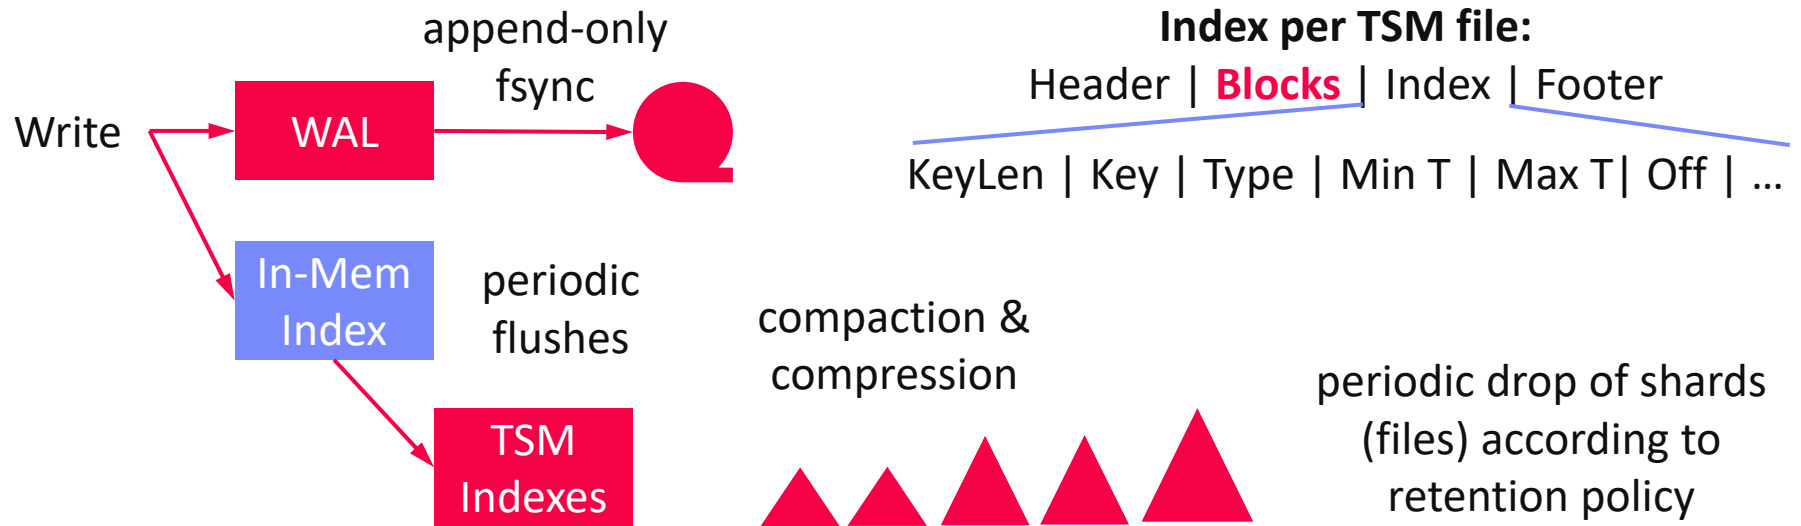 append-only
fsync
Write
WAL
In-Mem
Index
periodic
flushes
TSM
Indexes
compaction &
compression
Index per TSM file:
Header | Blocks | Index | Footer
KeyLen | Key | Type | Min T | Max T| Off | …
periodic drop of shards
(files) according to
retention policy